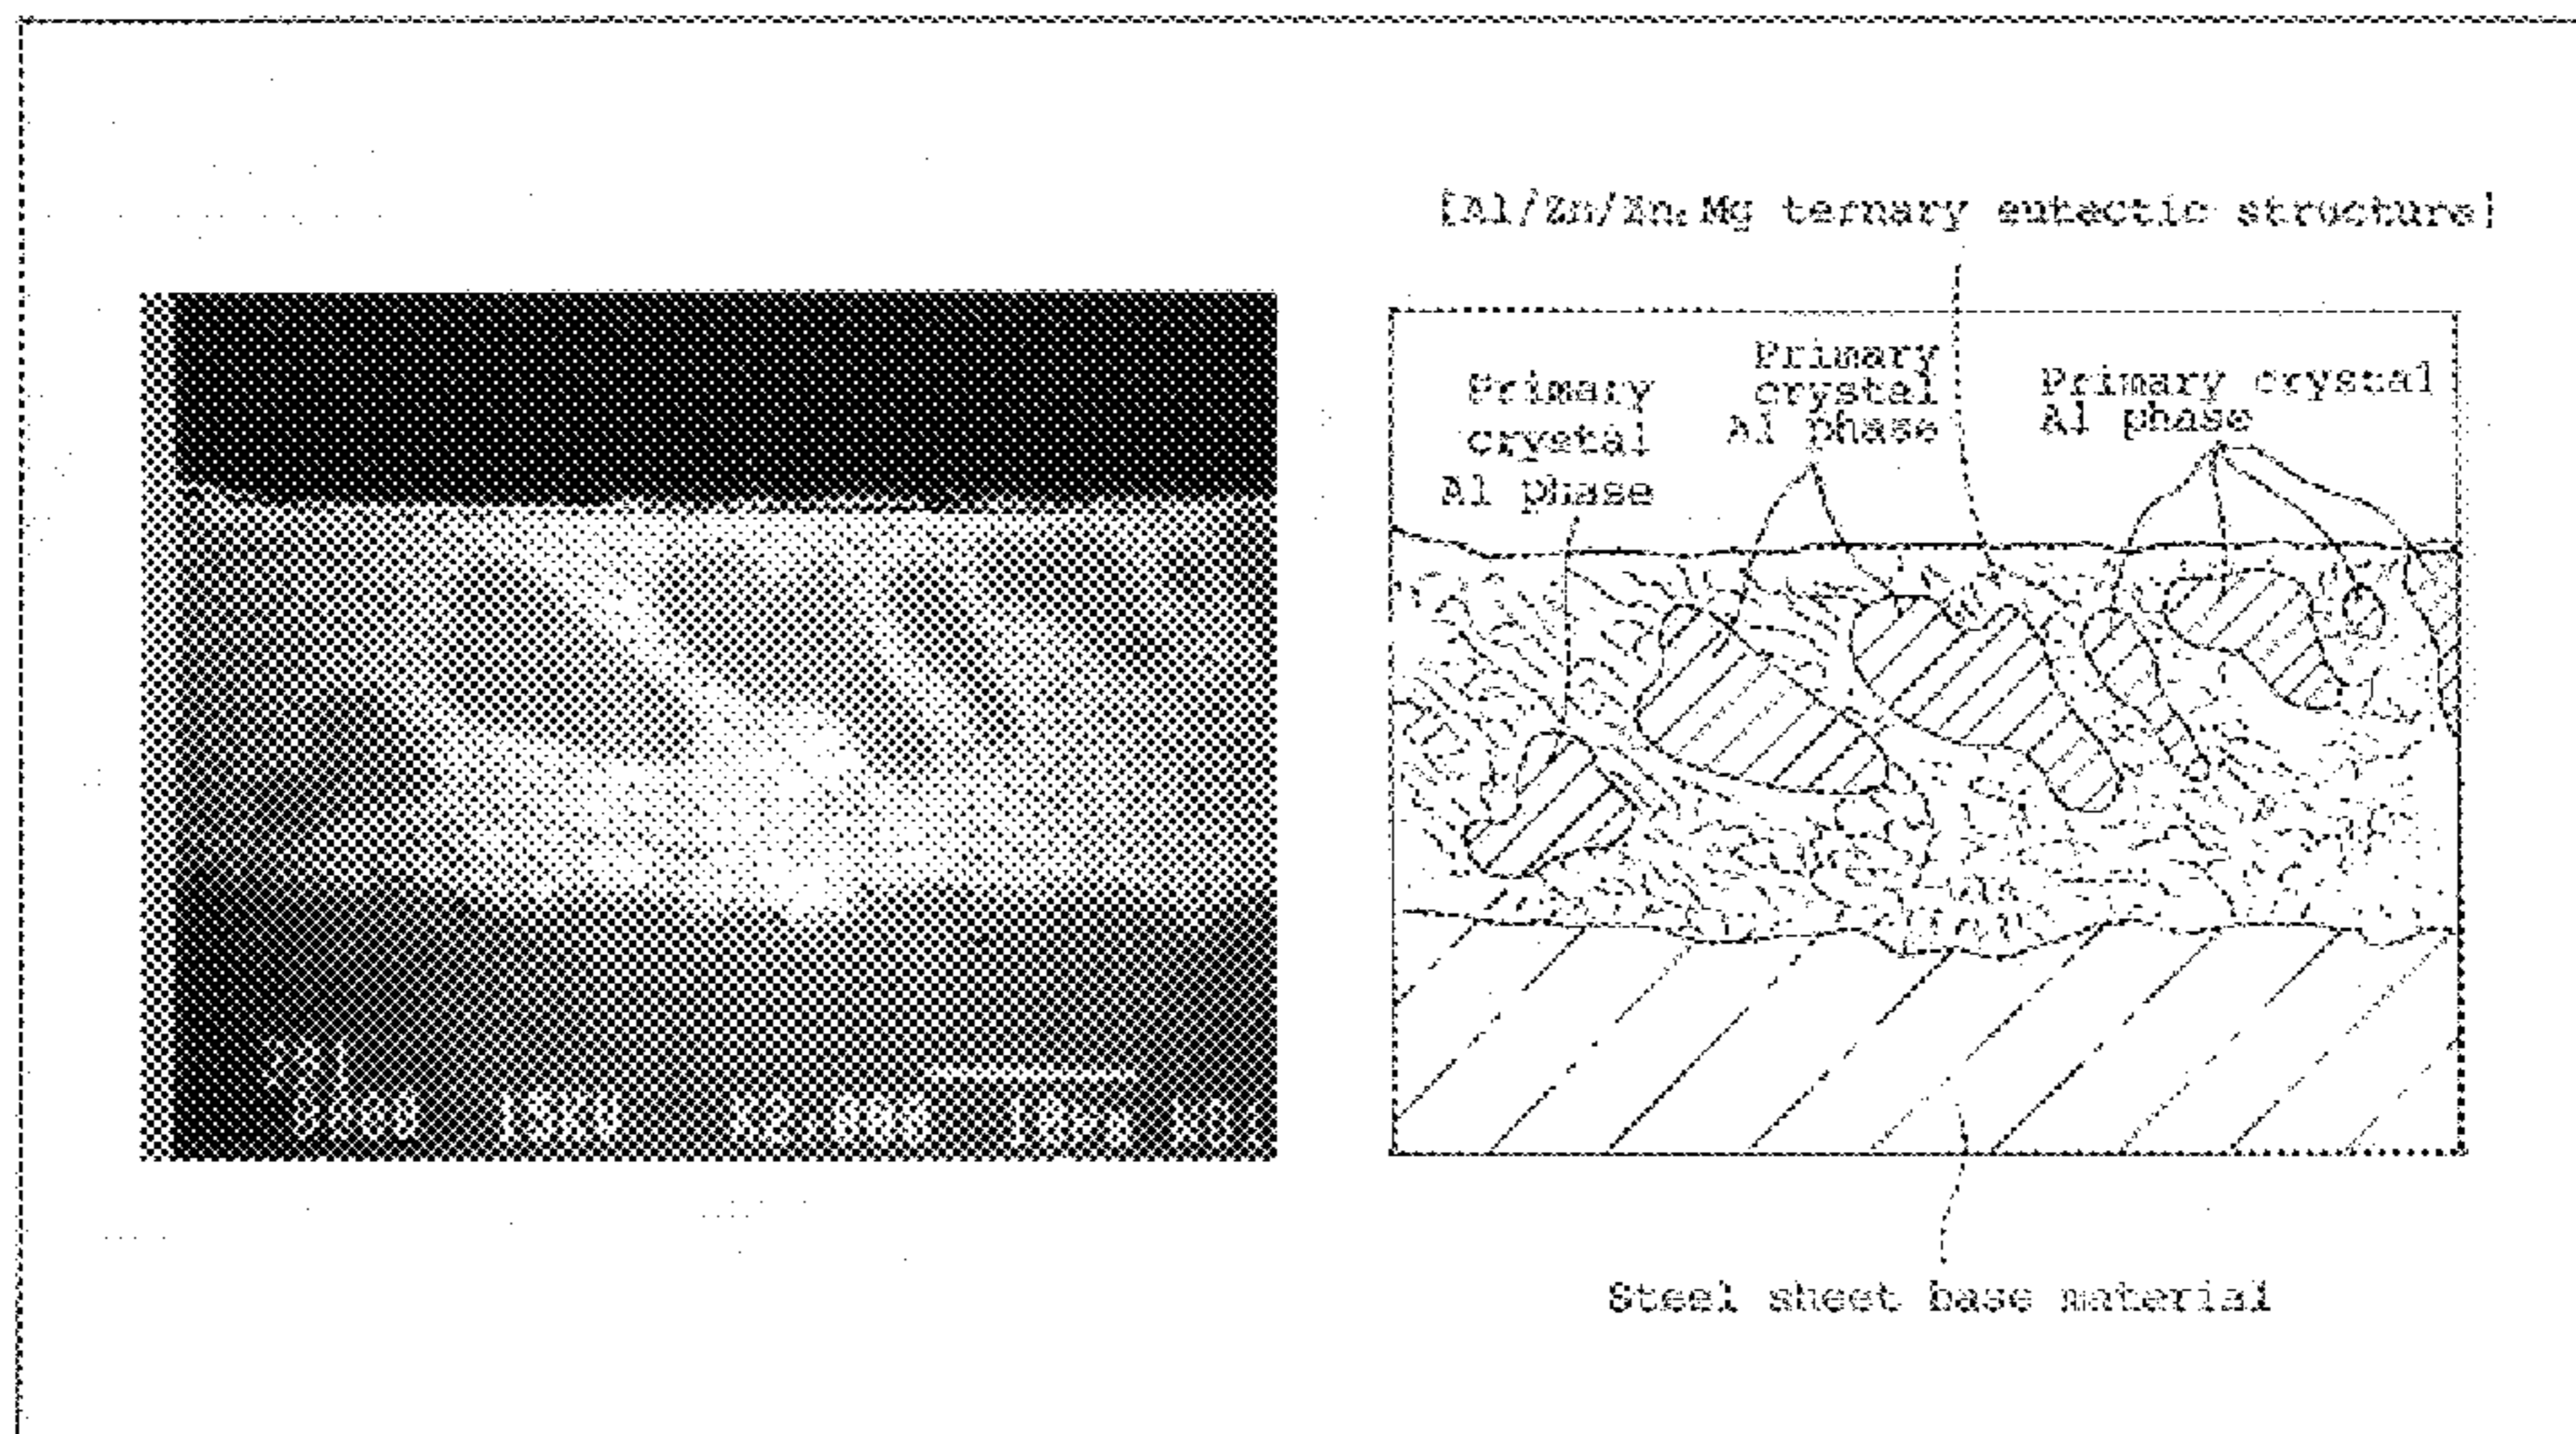 [Al/Zn/Zn₂Mg ternary eutectic structure]
Primary
crystal
Al phase
Primary
crystal
Al phase
Primary crystal
Al phase
Steel sheet base material